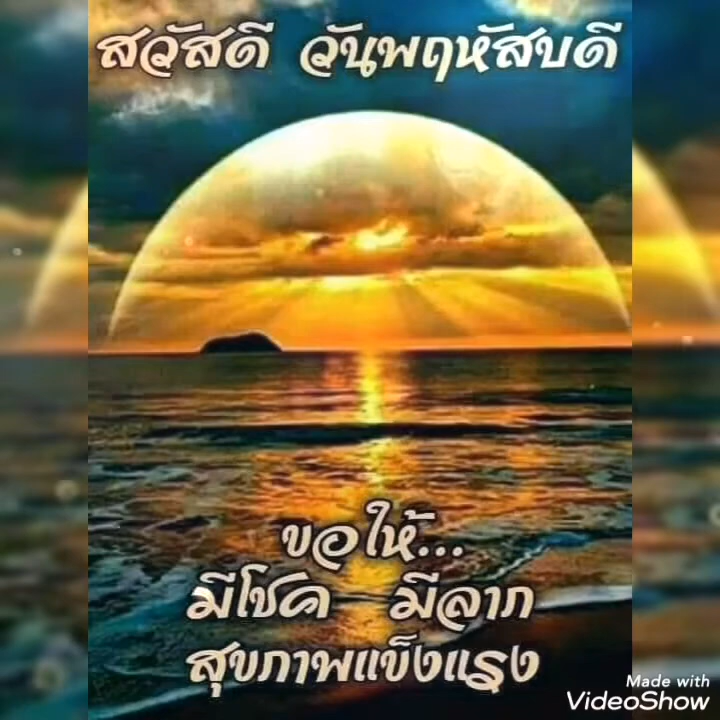 สวัสดี วันพฤหัสบดี
ขอให้...
มีโชค มีลาภ
สุขภาพแข็งแรง
Made with
VideoShow